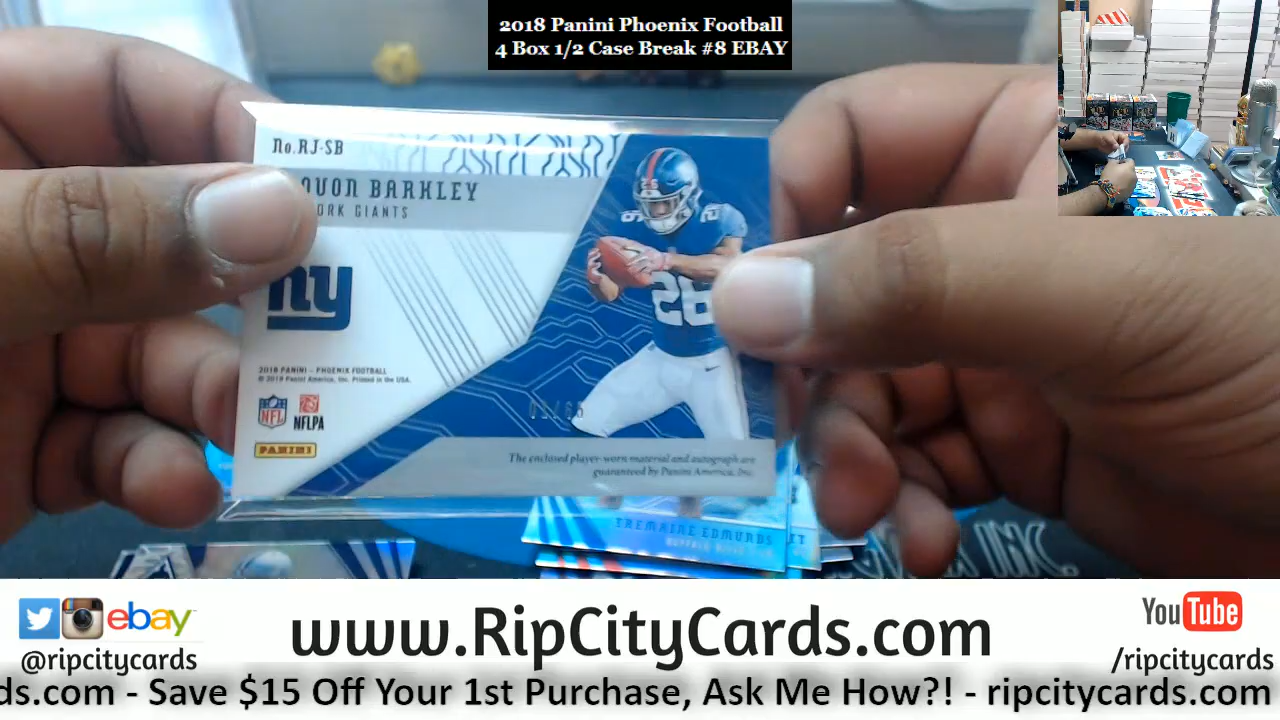 2018 Panini Phoenix Football
4 Box 1/2 Case Break #8 EBAY
No.RJ-SB
QUON BARKLEY
ORK GIANTS
26
ny
2018 PANINI - PHOENIX FOOTBALL
© 2018 Panini America, Inc. Printed in the USA.
NFL
NFLPA
PANINI
The enclosed player-worn material and autograph are
guaranteed by Panini America, Inc.
TREMAINE EDMUNDS
ebay
www.RipCityCards.com
YouTube
@ripcitycards
/ripcitycards
ds.com - Save $15 Off Your 1st Purchase, Ask Me How?! - ripcitycards.com